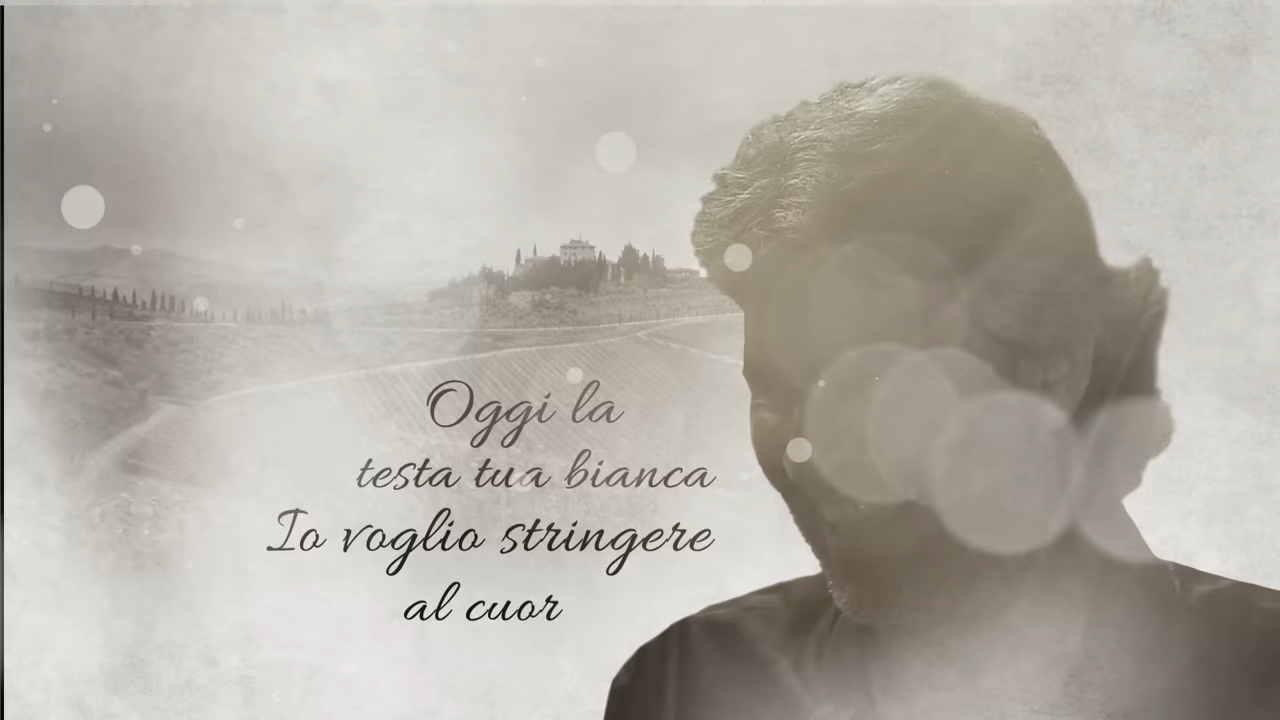 Oggi la
testa tua bianca
Io voglio stringere
al cuor